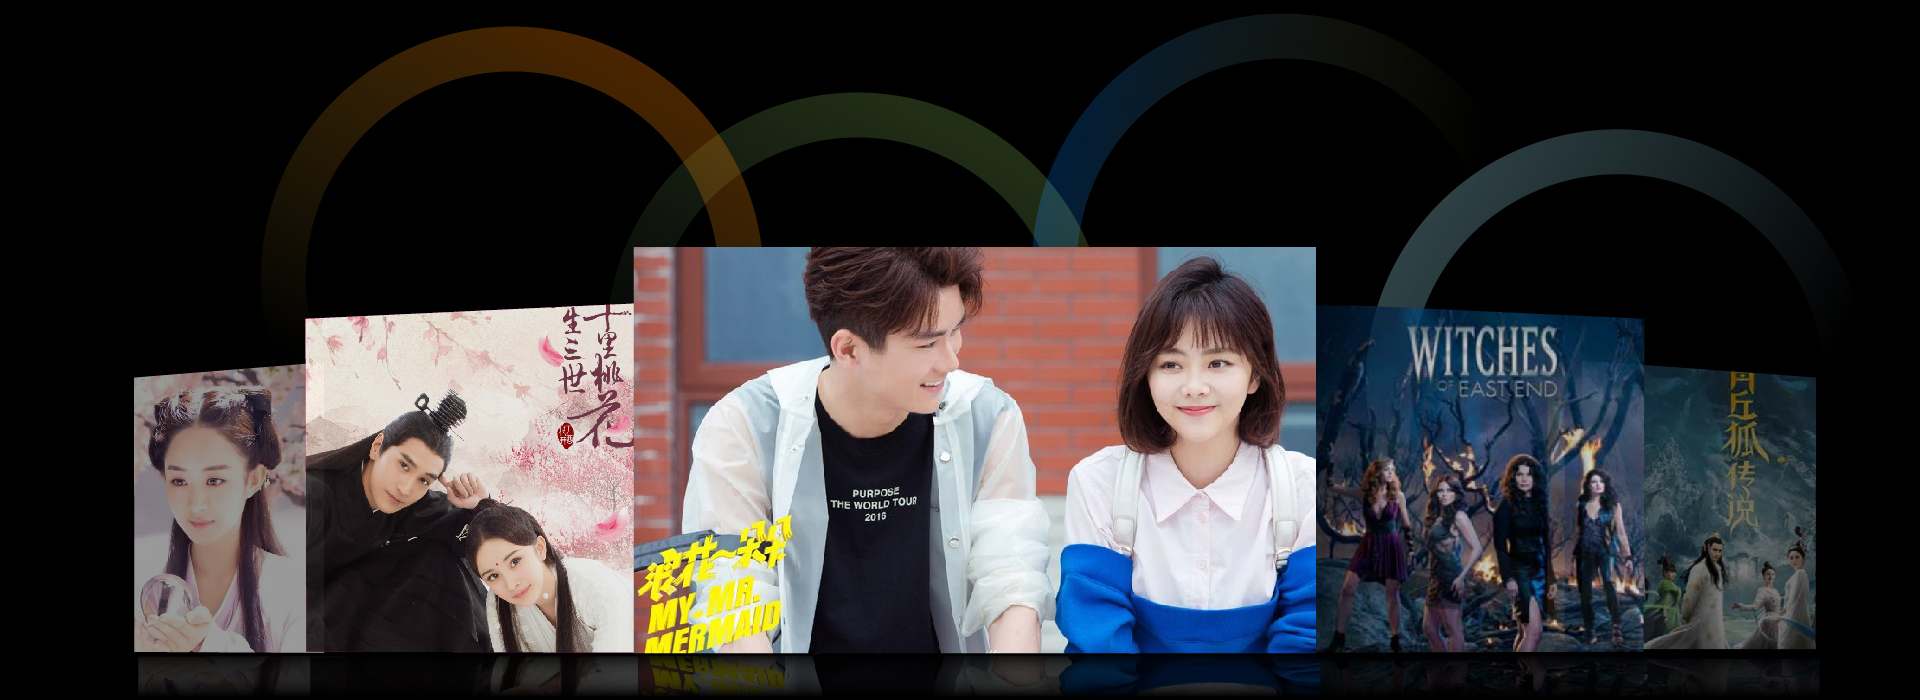 十里桃花
生三世
PURPOSE
THE WORLD TOUR
2016
浪花一朵朵
MY. MR.
MERMAID
WITCHES
OF EAST END
青丘狐传说